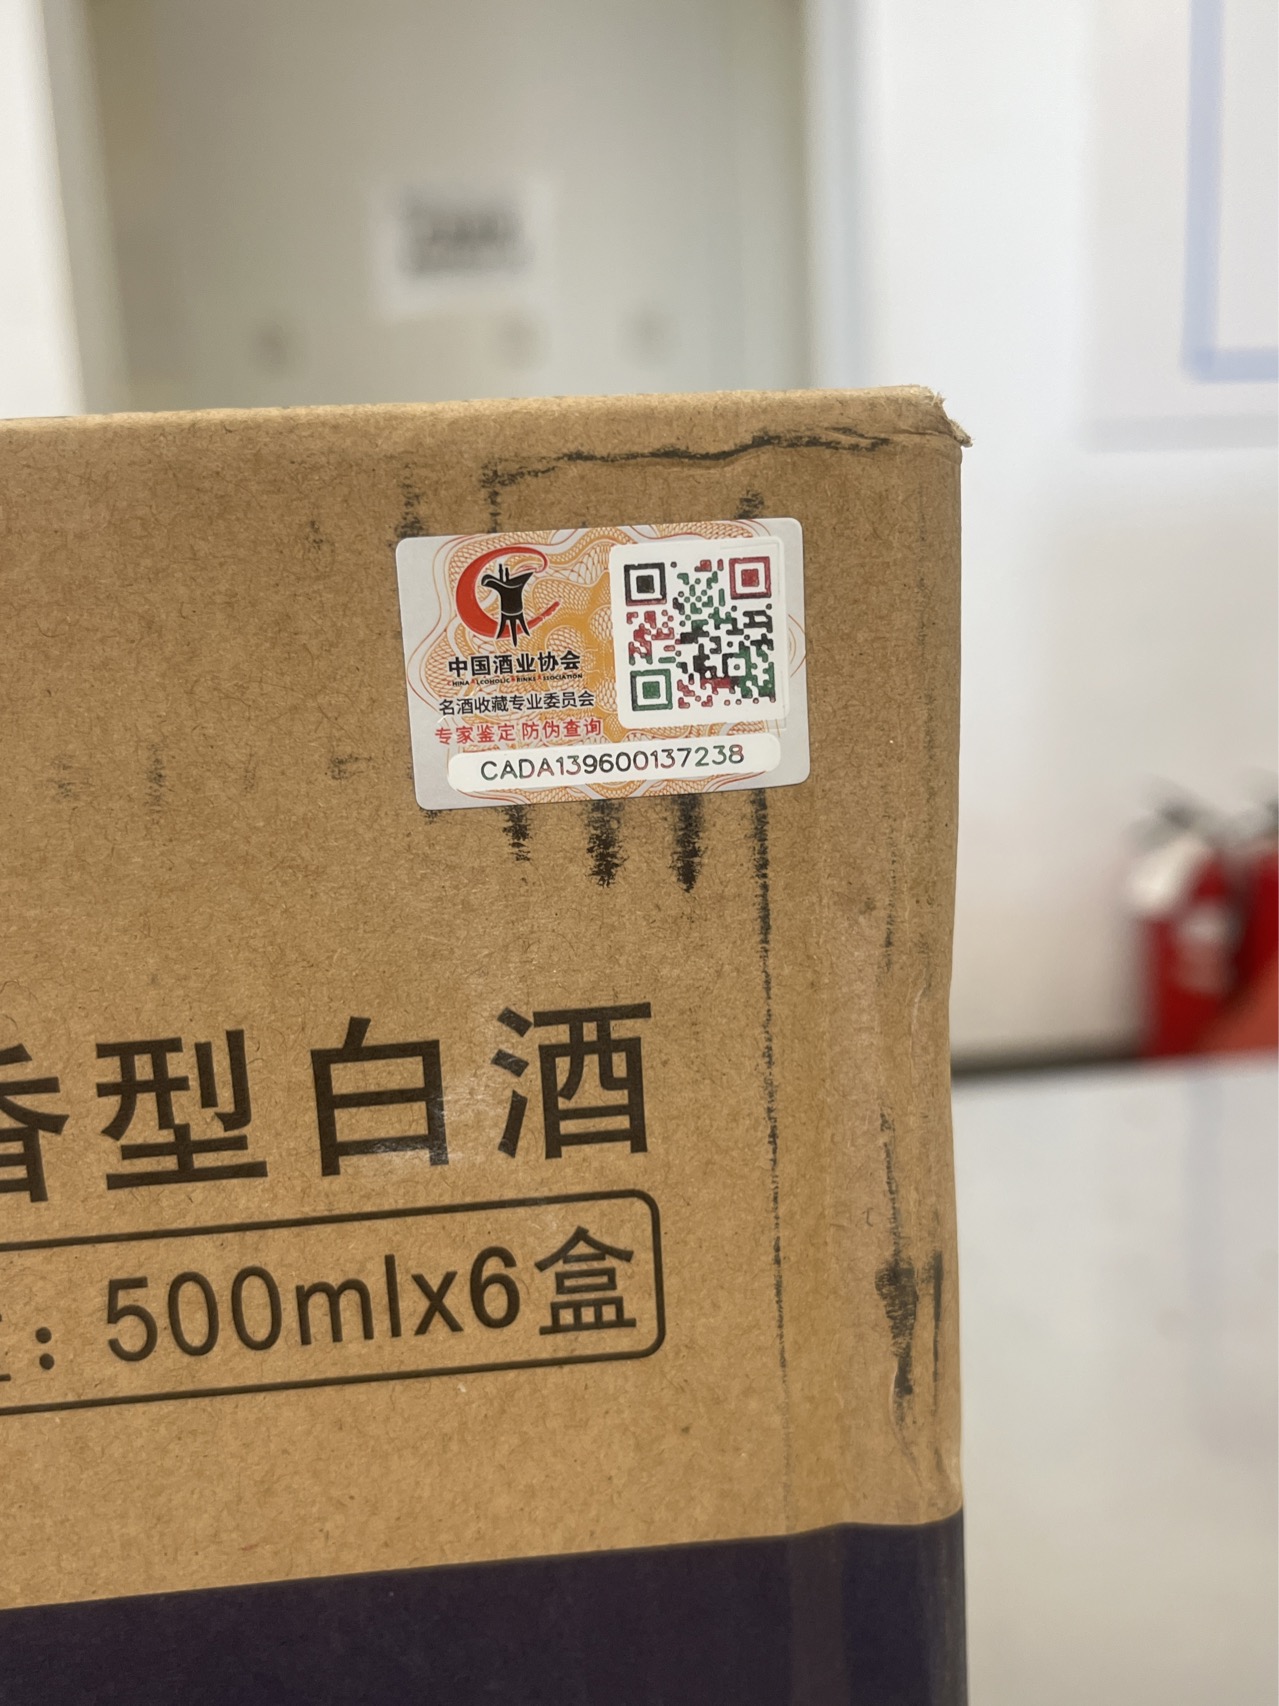 中国酒业协会
CHINA ALCOHOLIC DRINKS ASSOCIATION
名酒收藏专业委员会
专家鉴定 防伪查询
CADA139600137238
香型白酒
：500mlx6盒